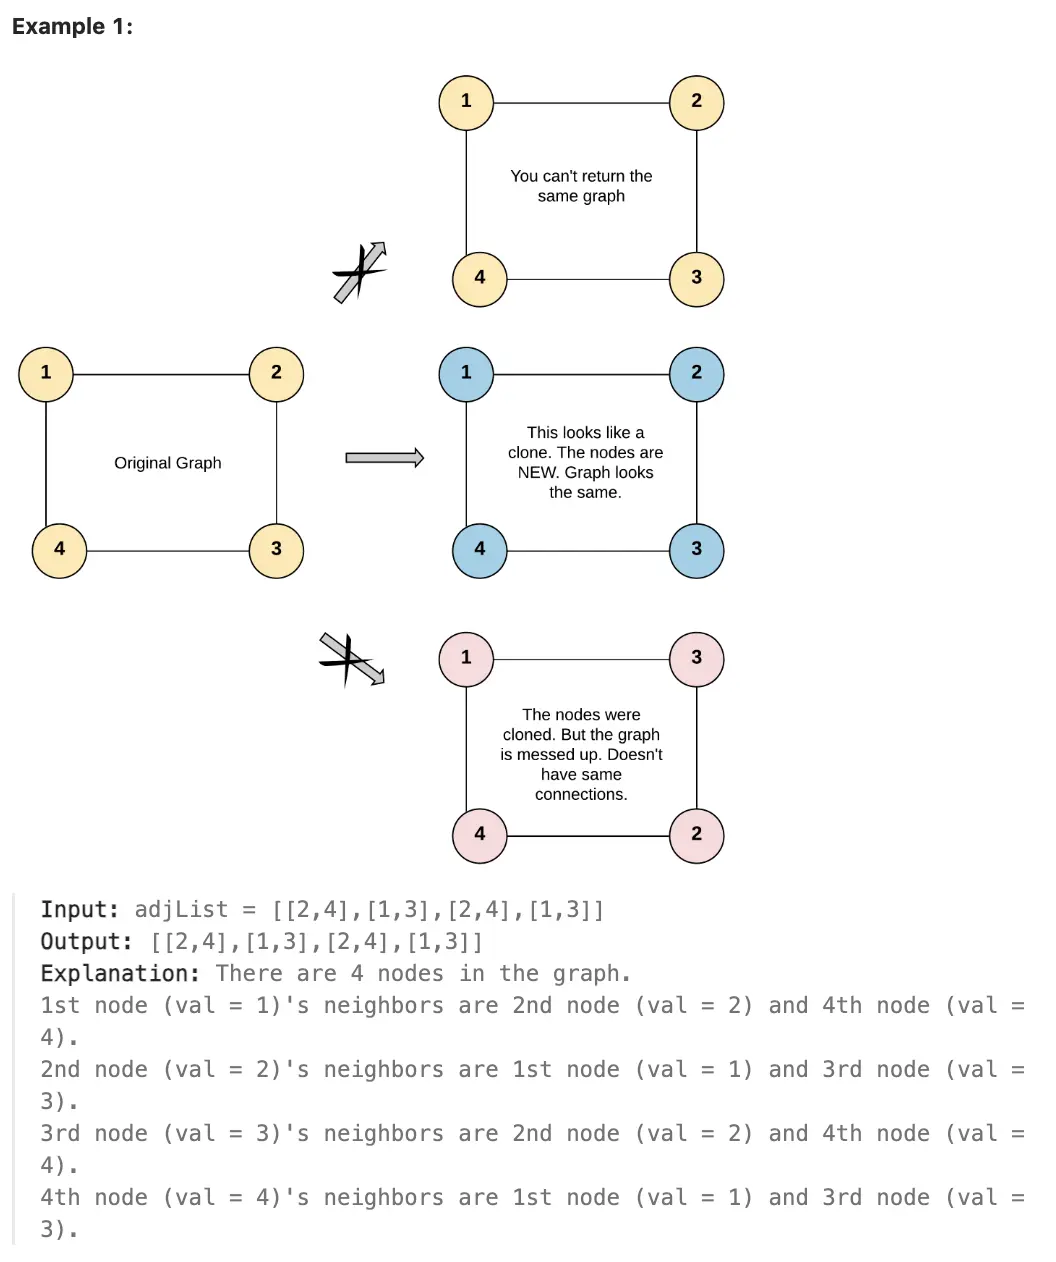 Example 1:
1
2
You can't return the
same graph
4
3
1
2
Original Graph
4
3
1
2
This looks like a
clone. The nodes are
NEW. Graph looks
the same.
4
3
1
3
The nodes were
cloned. But the graph
is messed up. Doesn't
have same
connections.
4
2
Input: adjList = [[2,4],[1,3],[2,4],[1,3]]
Output: [[2,4],[1,3],[2,4],[1,3]]
Explanation: There are 4 nodes in the graph.
1st node (val = 1)'s neighbors are 2nd node (val = 2) and 4th node (val =
4).
2nd node (val = 2)'s neighbors are 1st node (val = 1) and 3rd node (val =
3).
3rd node (val = 3)'s neighbors are 2nd node (val = 2) and 4th node (val =
4).
4th node (val = 4)'s neighbors are 1st node (val = 1) and 3rd node (val =
3).